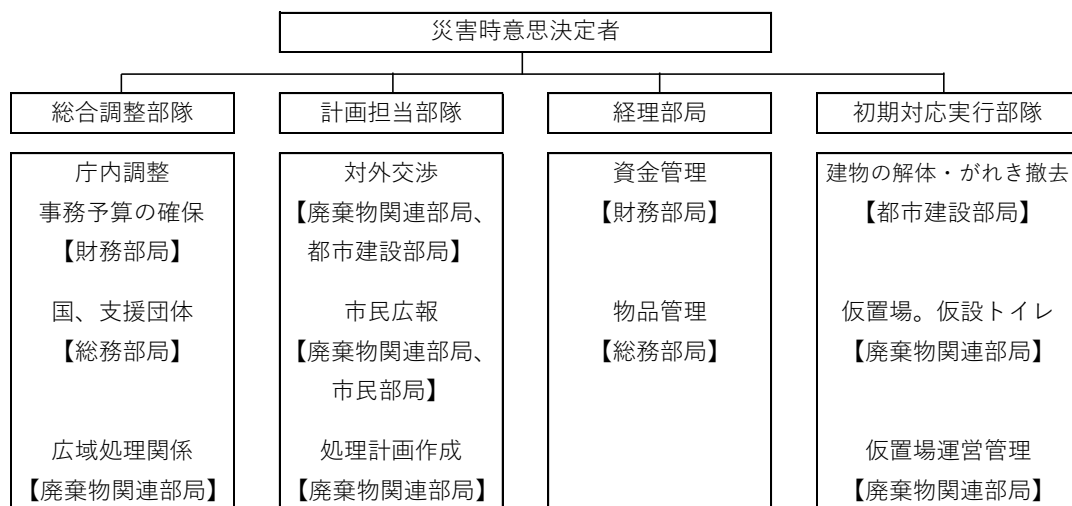 災害時意思決定者
総合調整部隊
庁内調整
事務予算の確保
【財務部局】
国、支援団体
【総務部局】
広域処理関係
【廃棄物関連部局】
計画担当部隊
対外交渉
【廃棄物関連部局、
都市建設部局】
市民広報
【廃棄物関連部局、
市民部局】
処理計画作成
【廃棄物関連部局】
経理部局
資金管理
【財務部局】
物品管理
【総務部局】
初期対応実行部隊
建物の解体・がれき撤去
【都市建設部局】
仮置場。仮設トイレ
【廃棄物関連部局】
仮置場運営管理
【廃棄物関連部局】